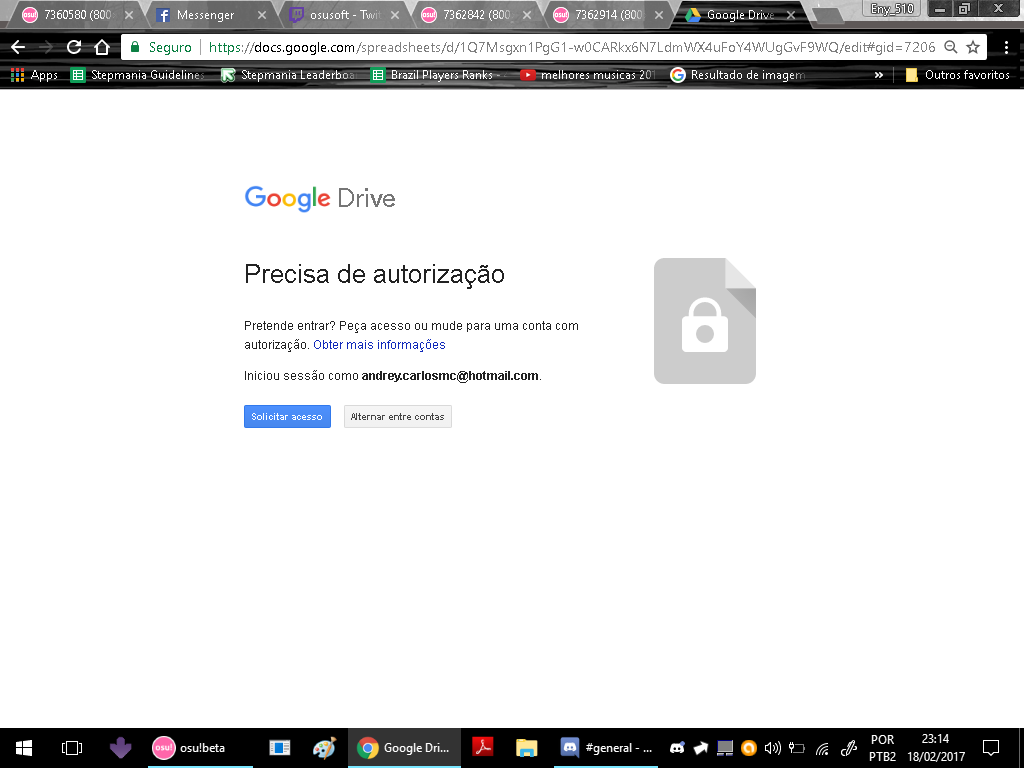 7360580 (800
Messenger
osusoft - Twit
7362842 (800
7362914 (800
Google Drive
Eny_510
Seguro
https://docs.google.com/spreadsheets/d/1Q7Msgxn1PgG1-w0CARkx6N7LdmWX4uFoY4WUgGvF9WQ/edit#gid=7206
Apps
Stepmania Guidelines
Stepmania Leaderboa
Brazil Players Ranks -
melhores musicas 201
Resultado de imagem
»
Outros favoritos
Google Drive
Precisa de autorização
Pretende entrar? Peça acesso ou mude para uma conta com
autorização. Obter mais informações
Iniciou sessão como andrey.carlosmc@hotmail.com.
Solicitar acesso
Alternar entre contas
osu!
osu!beta
Google Dri...
#general - ...
POR
PTB2
23:14
18/02/2017